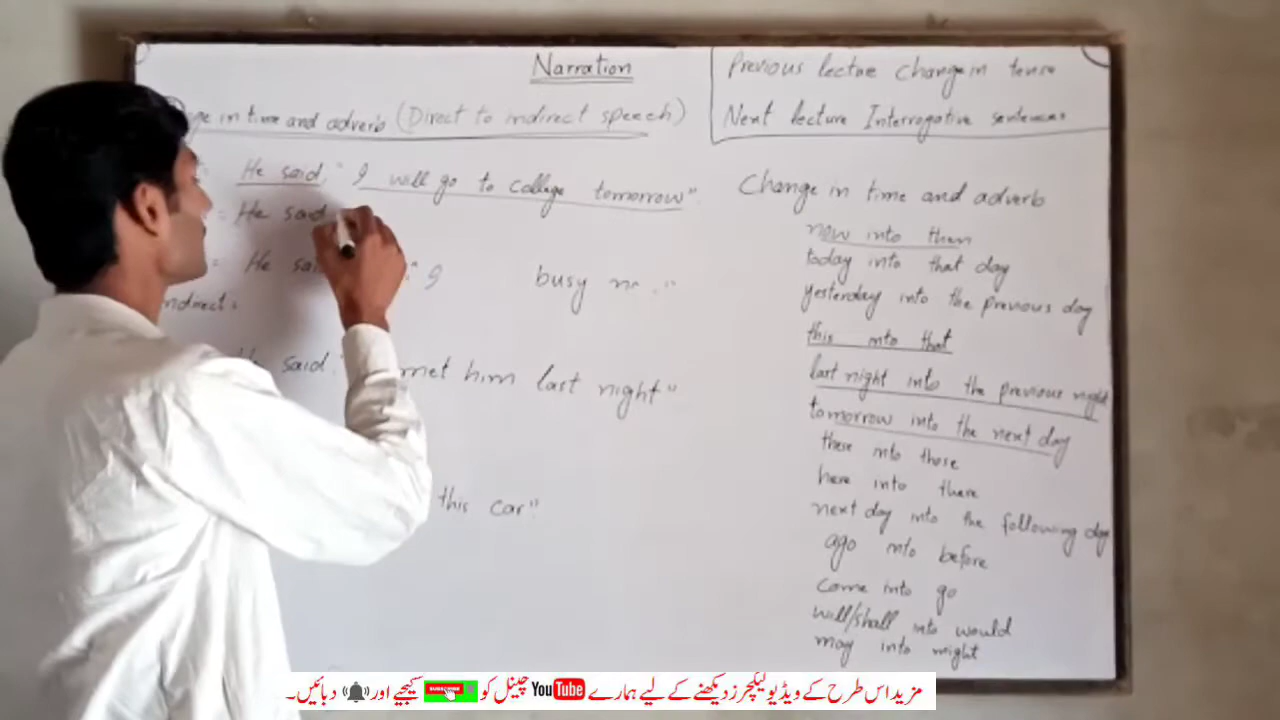 Narration
Previous lecture Change in tense
Next lecture Interrogative sentences
in time and adverb (Direct to indirect speech)
He said, "I will go to College tomorrow".
= He said
= He said "I busy
indirect =
He said. " met him last night"
this car"
Change in time and adverb
now into then
today into that day
yesterday into the previous day
this into that
last night into the previous night
tomorrow into the next day
these into those
here into there
next day into the following day
ago into before
come into go
will/shall into would
may into might
مزید اس طرح کے ویڈیو لیکچرز دیکھنے کے لیے ہمارے YouTube چینل کو SUBSCRIBE کیجیے اور دبائیں۔